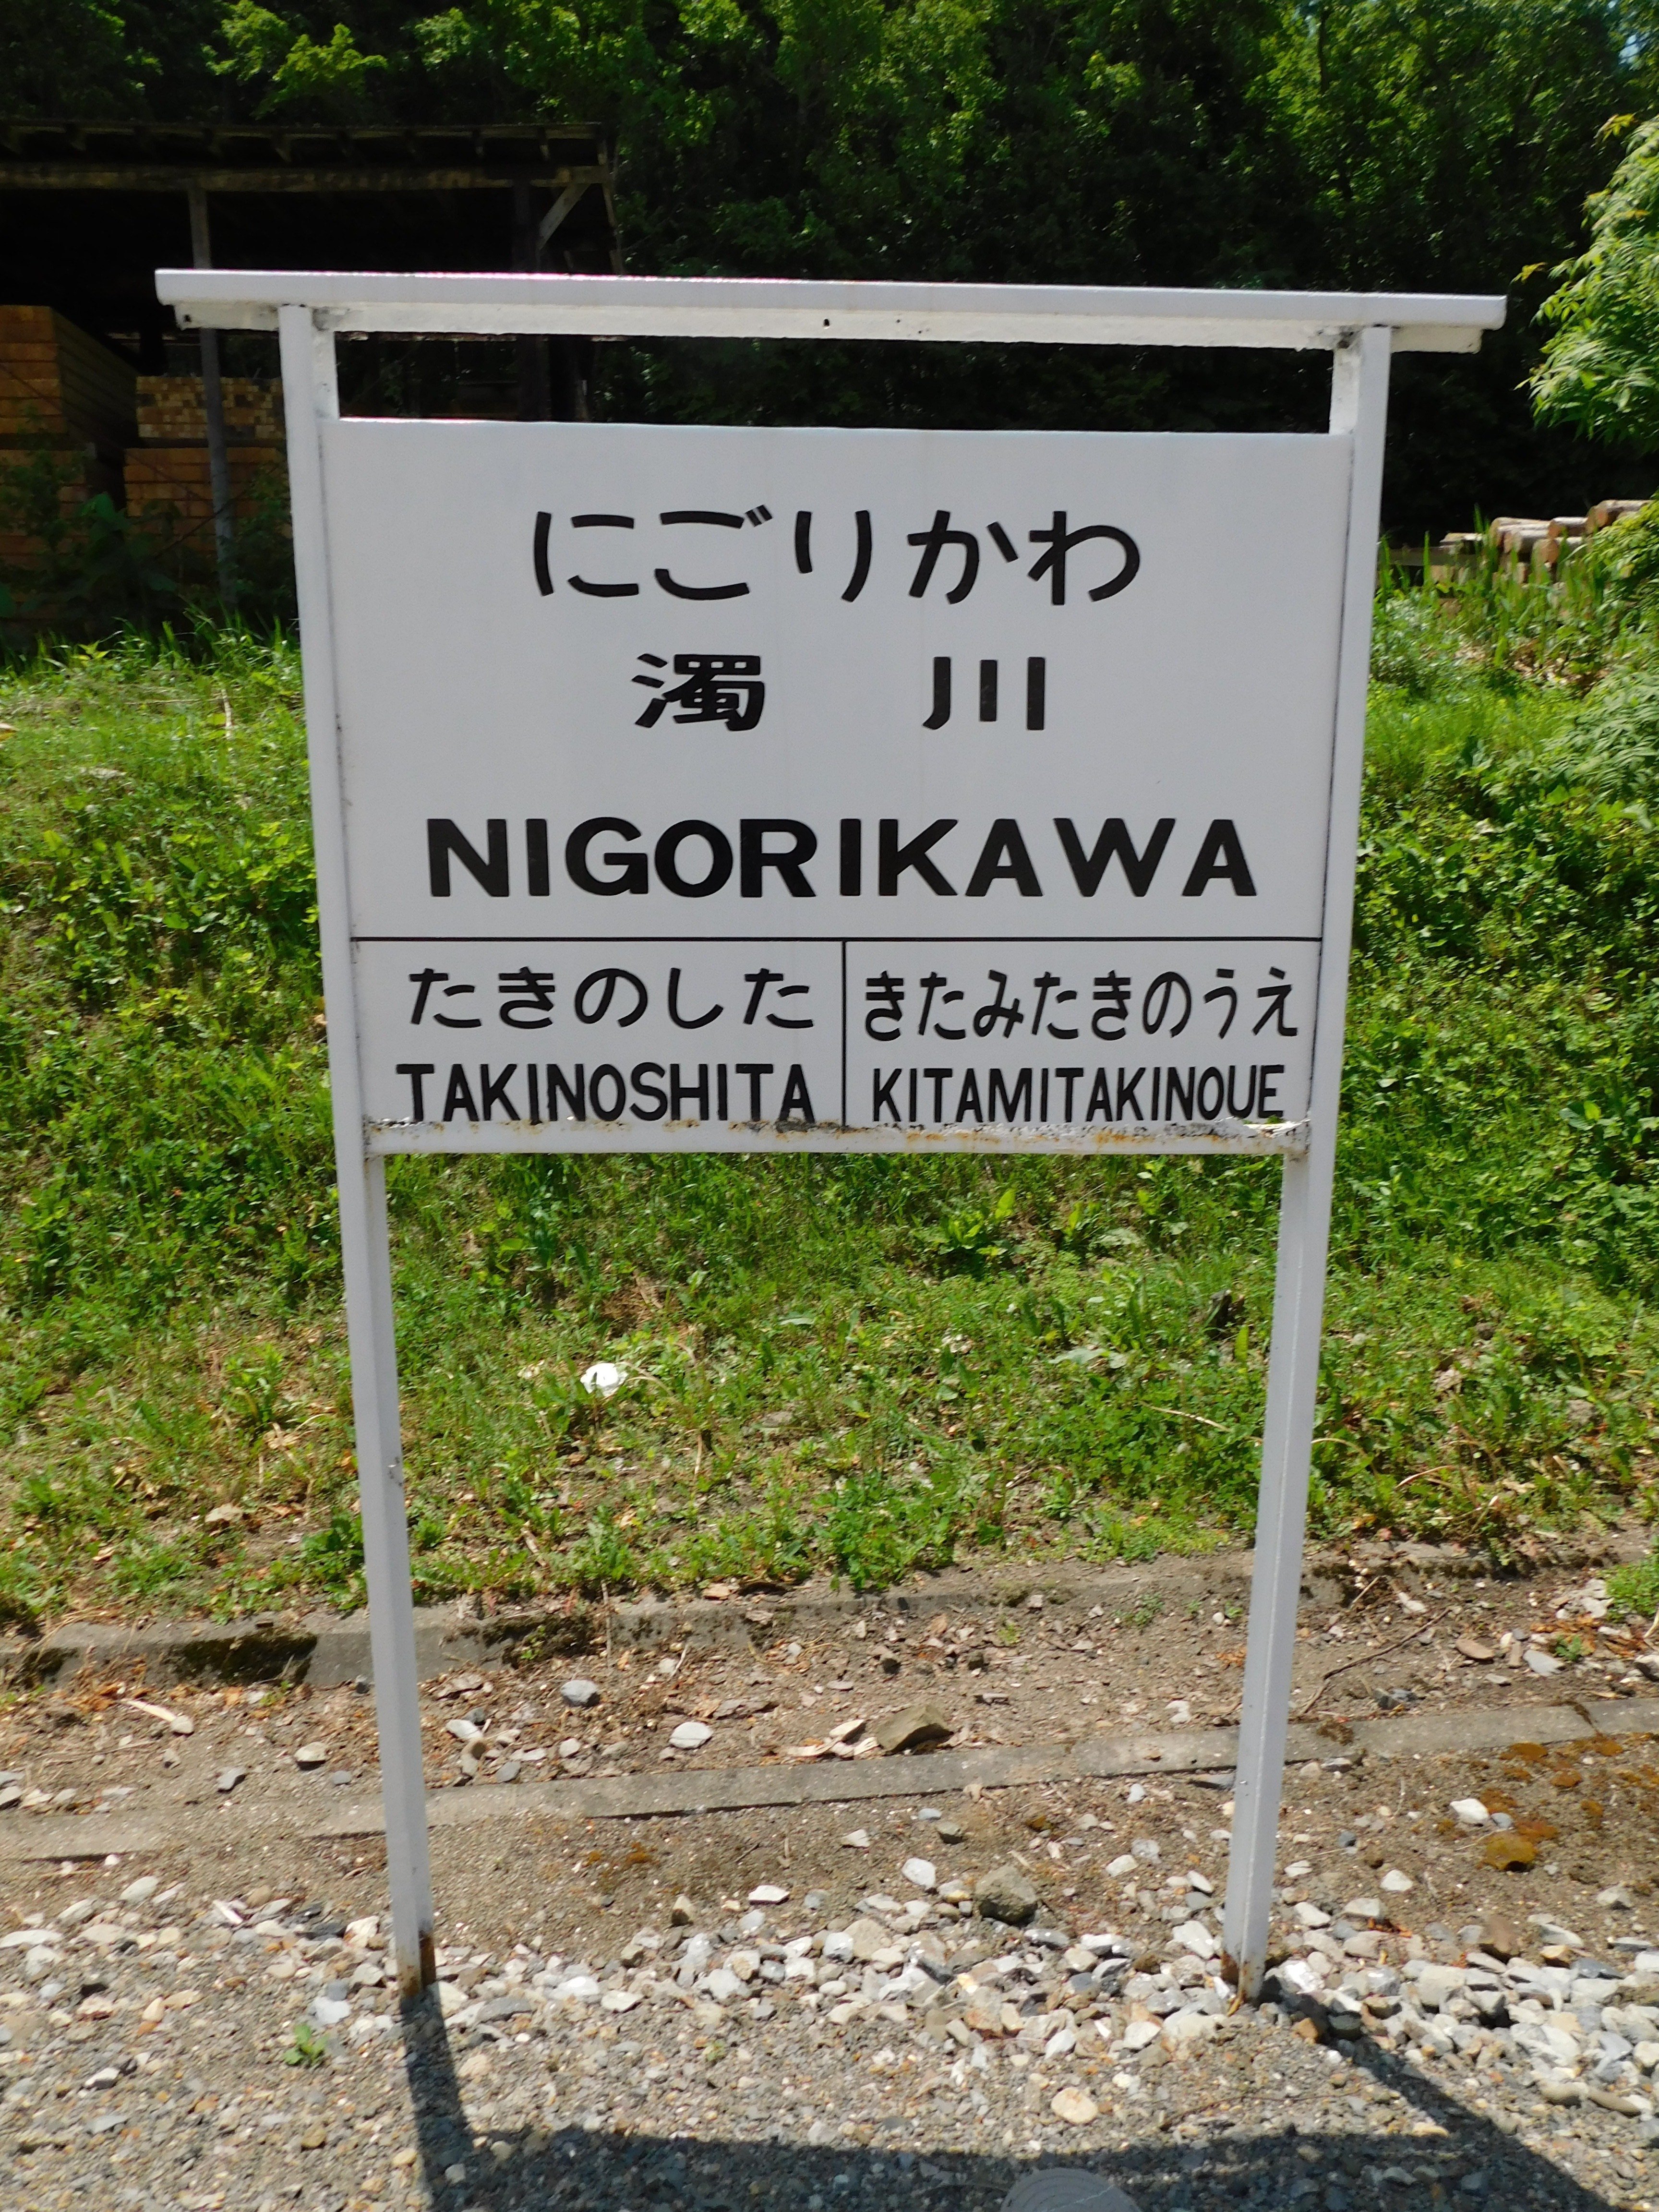 にごりかわ
濁 川
NIGORIKAWA
たきのした きたみたきのうえ
TAKINOSHITA KITAMITAKINOUE